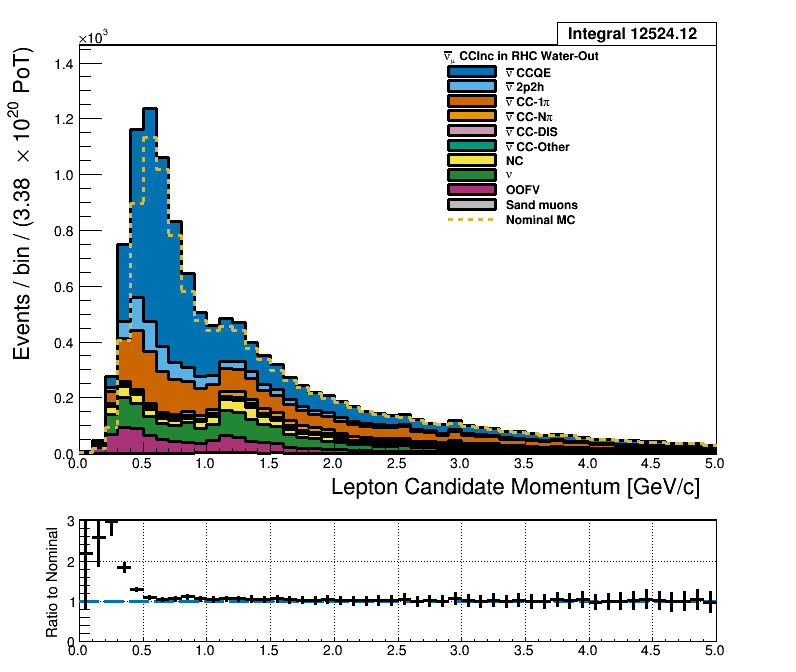 Integral 12524.12
×10³
ν̅μ CCInc in RHC Water-Out
ν̅ CCQE
ν̅ 2p2h
ν̅ CC-1π
ν̅ CC-Nπ
ν̅ CC-DIS
ν̅ CC-Other
NC
ν
OOFV
Sand muons
Nominal MC
Events / bin / (3.38 × 10²⁰ PoT)
1.4
1.2
1.0
0.8
0.6
0.4
0.2
0.0
0.0 0.5 1.0 1.5 2.0 2.5 3.0 3.5 4.0 4.5 5.0
Lepton Candidate Momentum [GeV/c]
Ratio to Nominal
3
2
1
0
0.0 0.5 1.0 1.5 2.0 2.5 3.0 3.5 4.0 4.5 5.0